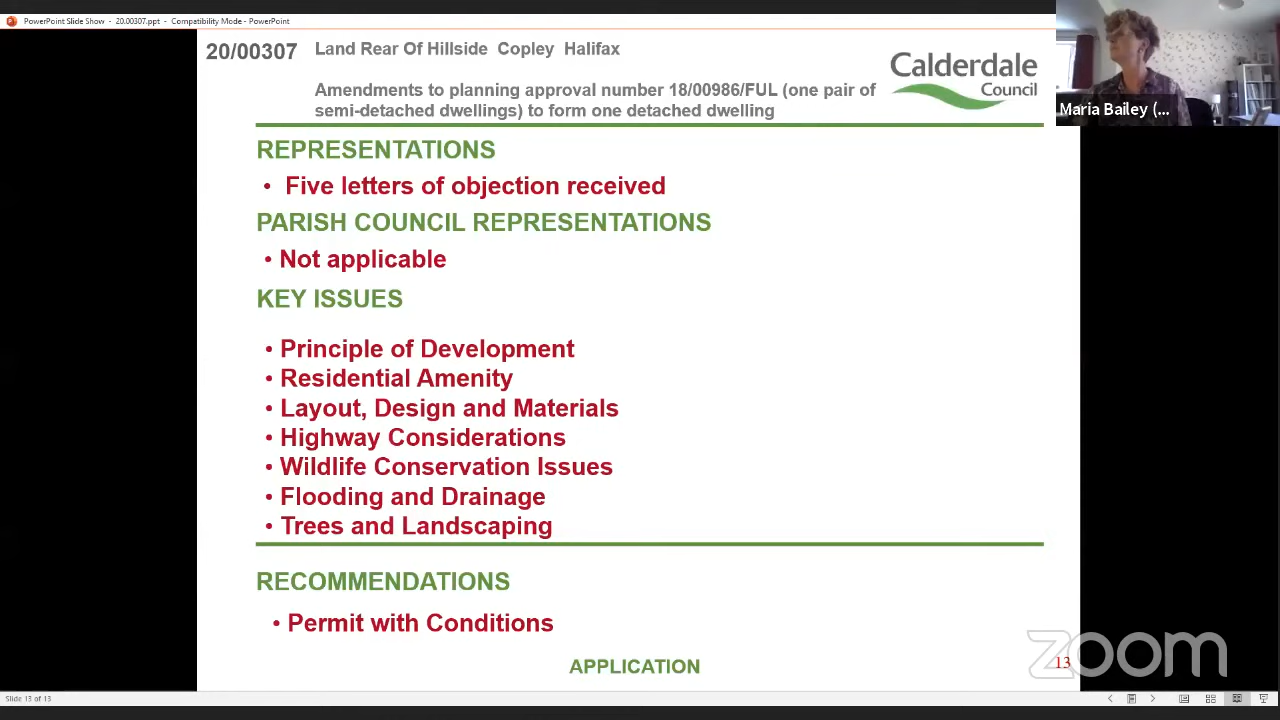 PowerPoint Slide Show - 20.00307.ppt - Compatibility Mode - PowerPoint
20/00307
Land Rear Of Hillside Copley Halifax
Amendments to planning approval number 18/00986/FUL (one pair of
semi-detached dwellings) to form one detached dwelling
Calderdale
Council
Maria Bailey (...
REPRESENTATIONS
• Five letters of objection received
PARISH COUNCIL REPRESENTATIONS
• Not applicable
KEY ISSUES
• Principle of Development
• Residential Amenity
• Layout, Design and Materials
• Highway Considerations
• Wildlife Conservation Issues
• Flooding and Drainage
• Trees and Landscaping
RECOMMENDATIONS
• Permit with Conditions
APPLICATION
13
zoom
Slide 13 of 13